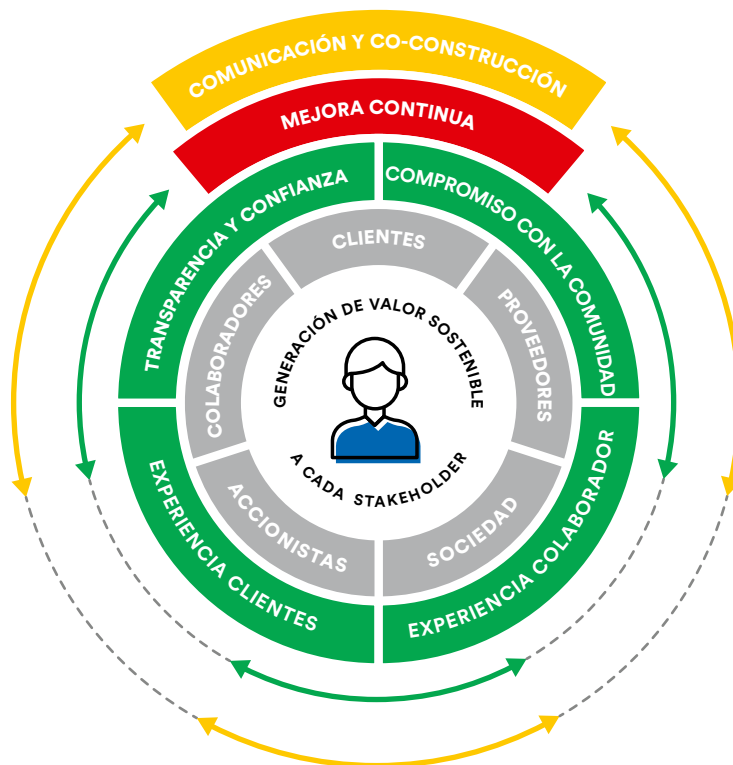 COMUNICACIÓN Y CO-CONSTRUCCIÓN
MEJORA CONTINUA
TRANSPARENCIA Y CONFIANZA
COMPROMISO CON LA COMUNIDAD
CLIENTES
COLABORADORES
PROVEEDORES
GENERACIÓN DE VALOR SOSTENIBLE
A CADA STAKEHOLDER
ACCIONISTAS
SOCIEDAD
EXPERIENCIA CLIENTES
EXPERIENCIA COLABORADOR